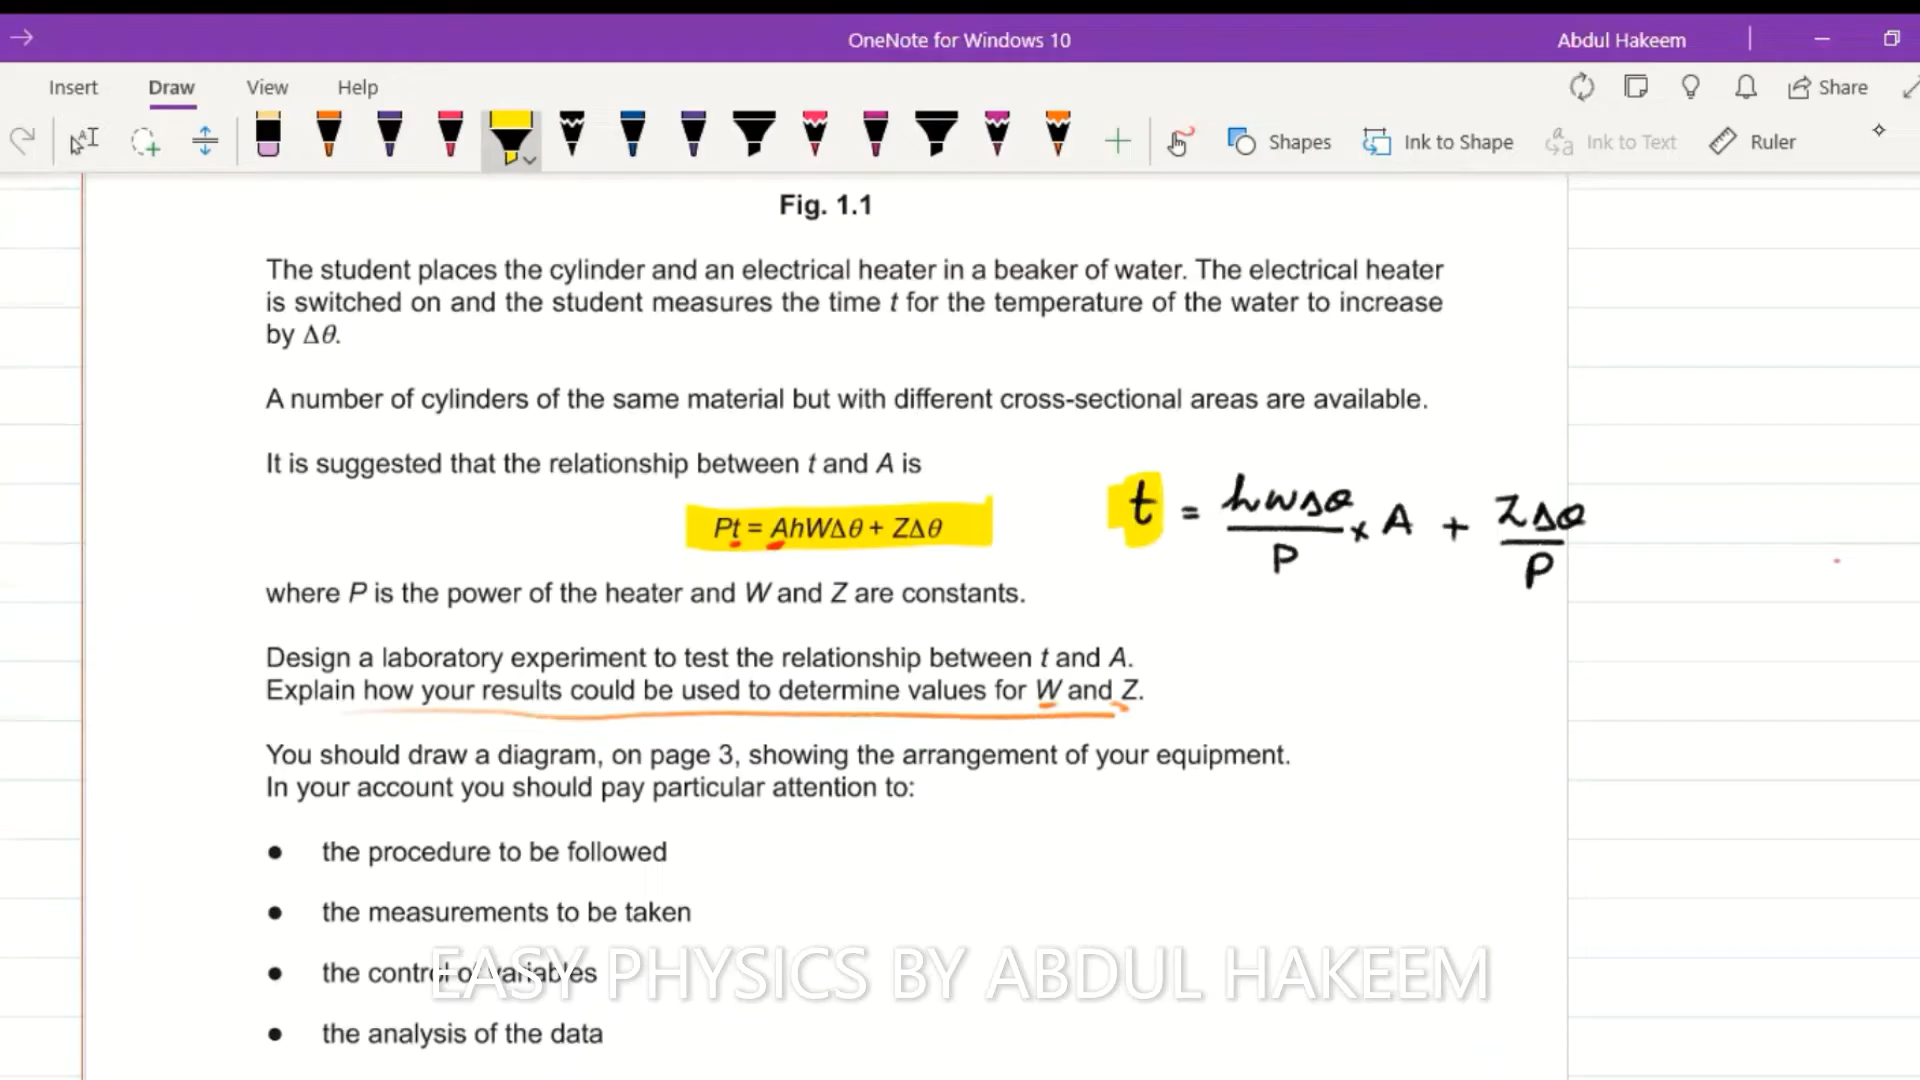 OneNote for Windows 10
Abdul Hakeem
Insert Draw View Help
Share
Shapes Ink to Shape Ink to Text Ruler
Fig. 1.1
The student places the cylinder and an electrical heater in a beaker of water. The electrical heater
is switched on and the student measures the time t for the temperature of the water to increase
by Δθ.
A number of cylinders of the same material but with different cross-sectional areas are available.
It is suggested that the relationship between t and A is
Pt = AhWΔθ + ZΔθ
t = hWΔθ/P × A + ZΔθ/P
where P is the power of the heater and W and Z are constants.
Design a laboratory experiment to test the relationship between t and A.
Explain how your results could be used to determine values for W and Z.
You should draw a diagram, on page 3, showing the arrangement of your equipment.
In your account you should pay particular attention to:
● the procedure to be followed
● the measurements to be taken
● the control of variables
EASY PHYSICS BY ABDUL HAKEEM
● the analysis of the data